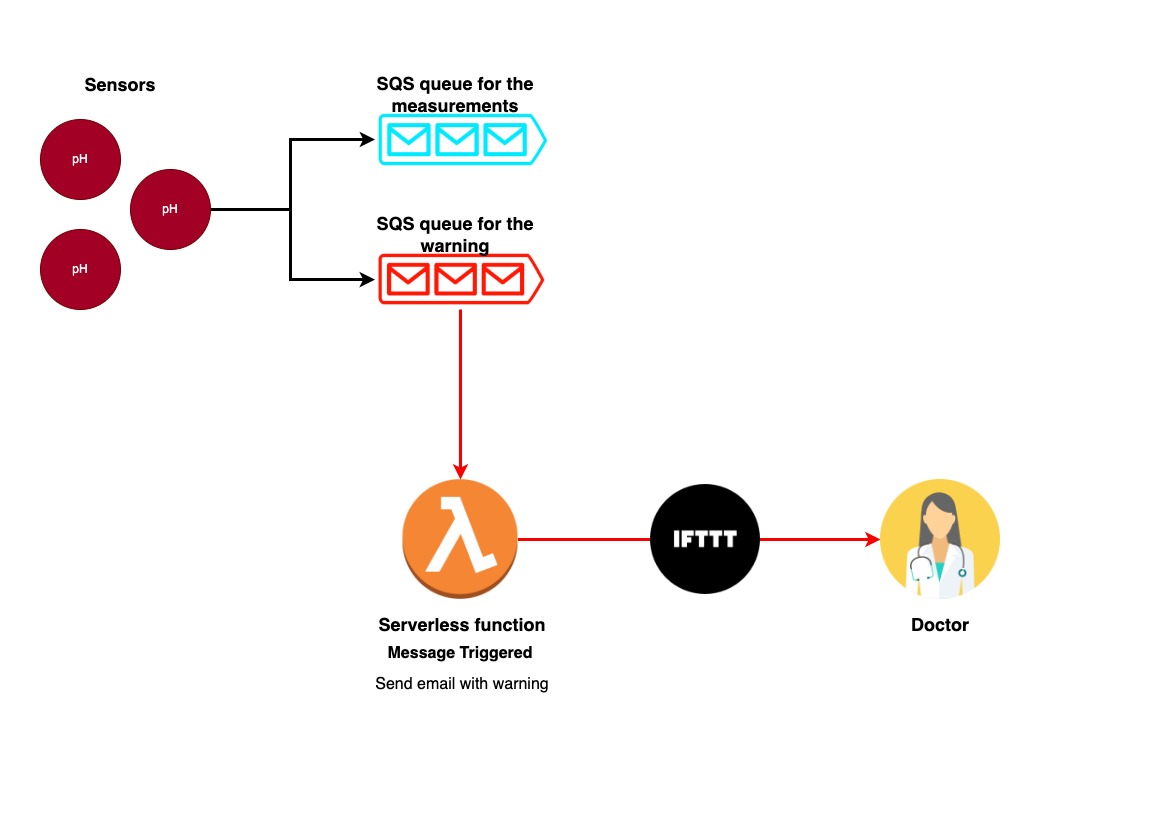 Sensors
SQS queue for the
measurements
pH
pH
pH
SQS queue for the
warning
IFTTT
Serverless function
Message Triggered
Send email with warning
Doctor